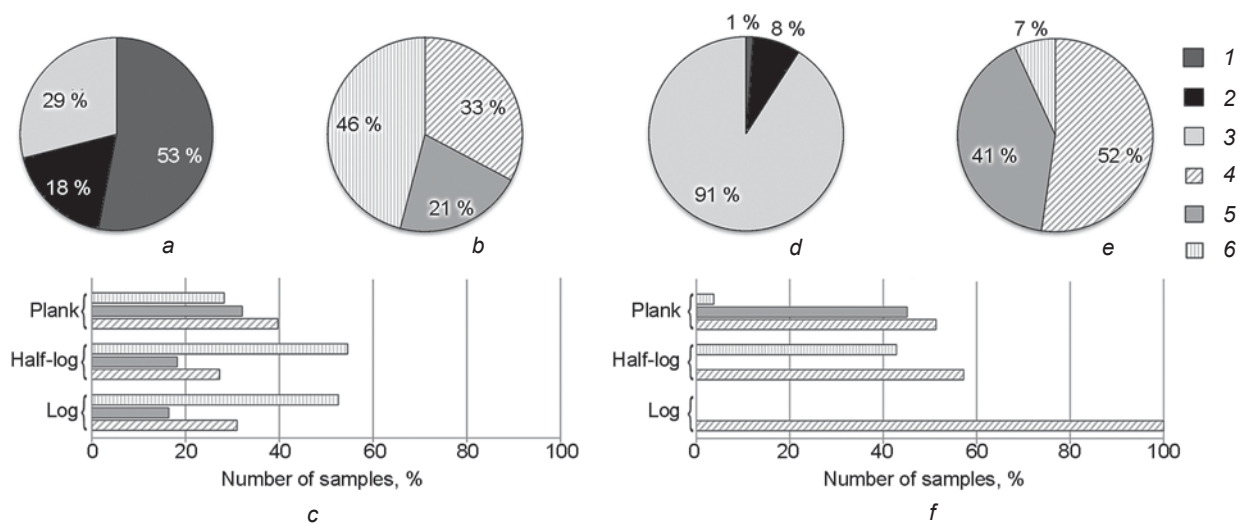 29 %
53 %
18 %
a
46 %
33 %
21 %
b
1 %
8 %
91 %
d
7 %
41 %
52 %
e
1
2
3
4
5
6
Plank
Half-log
Log
0 20 40 60 80 100
Number of samples, %
c
Plank
Half-log
Log
0 20 40 60 80 100
Number of samples, %
f